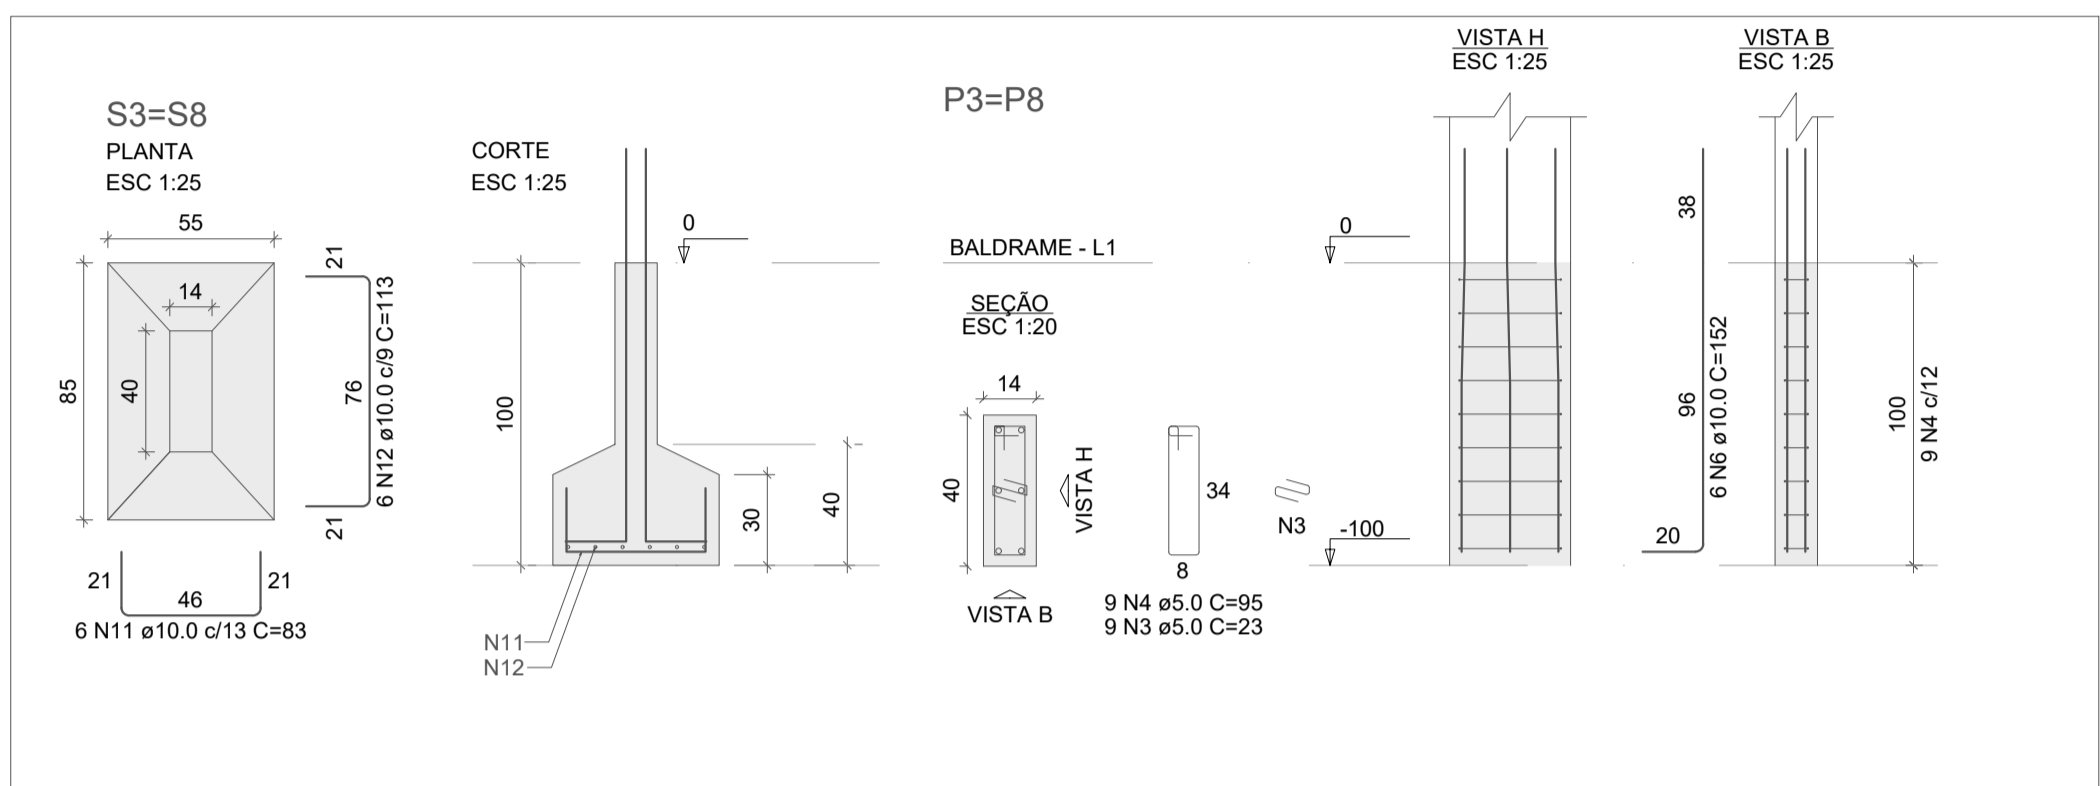 S3=S8
PLANTA
ESC 1:25
55
14
40
85
21
76
21
6 N12 ø10.0 c/9 C=113
21
46
21
6 N11 ø10.0 c/13 C=83
CORTE
ESC 1:25
0
100
30
40
N11
N12
P3=P8
BALDRAME - L1
SEÇÃO
ESC 1:20
14
40
VISTA H
VISTA B
34
8
N3
9 N4 ø5.0 C=95
9 N3 ø5.0 C=23
VISTA H
ESC 1:25
0
-100
38
96
20
6 N6 ø10.0 C=152
VISTA B
ESC 1:25
100
9 N4 c/12